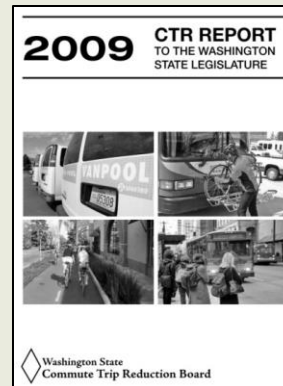 2009
CTR REPORT
TO THE WASHINGTON
STATE LEGISLATURE
VANPOOL
Washington State
Commute Trip Reduction Board